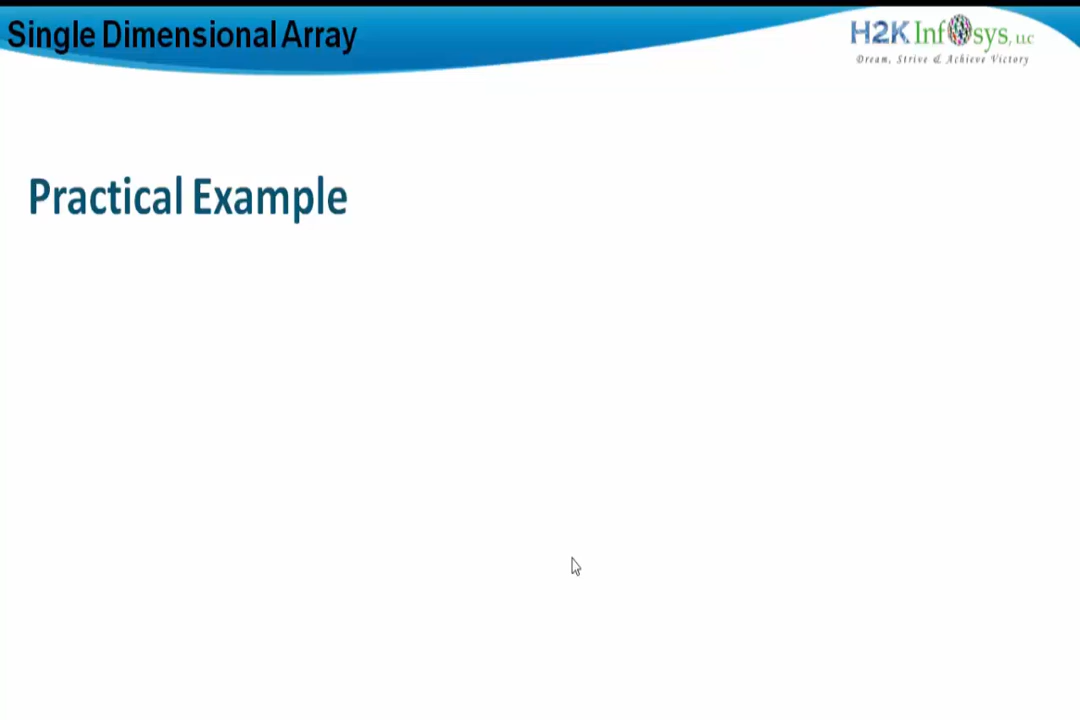 Single Dimensional Array
H2K Infosys, LLC
Dream, Strive & Achieve Victory
Practical Example